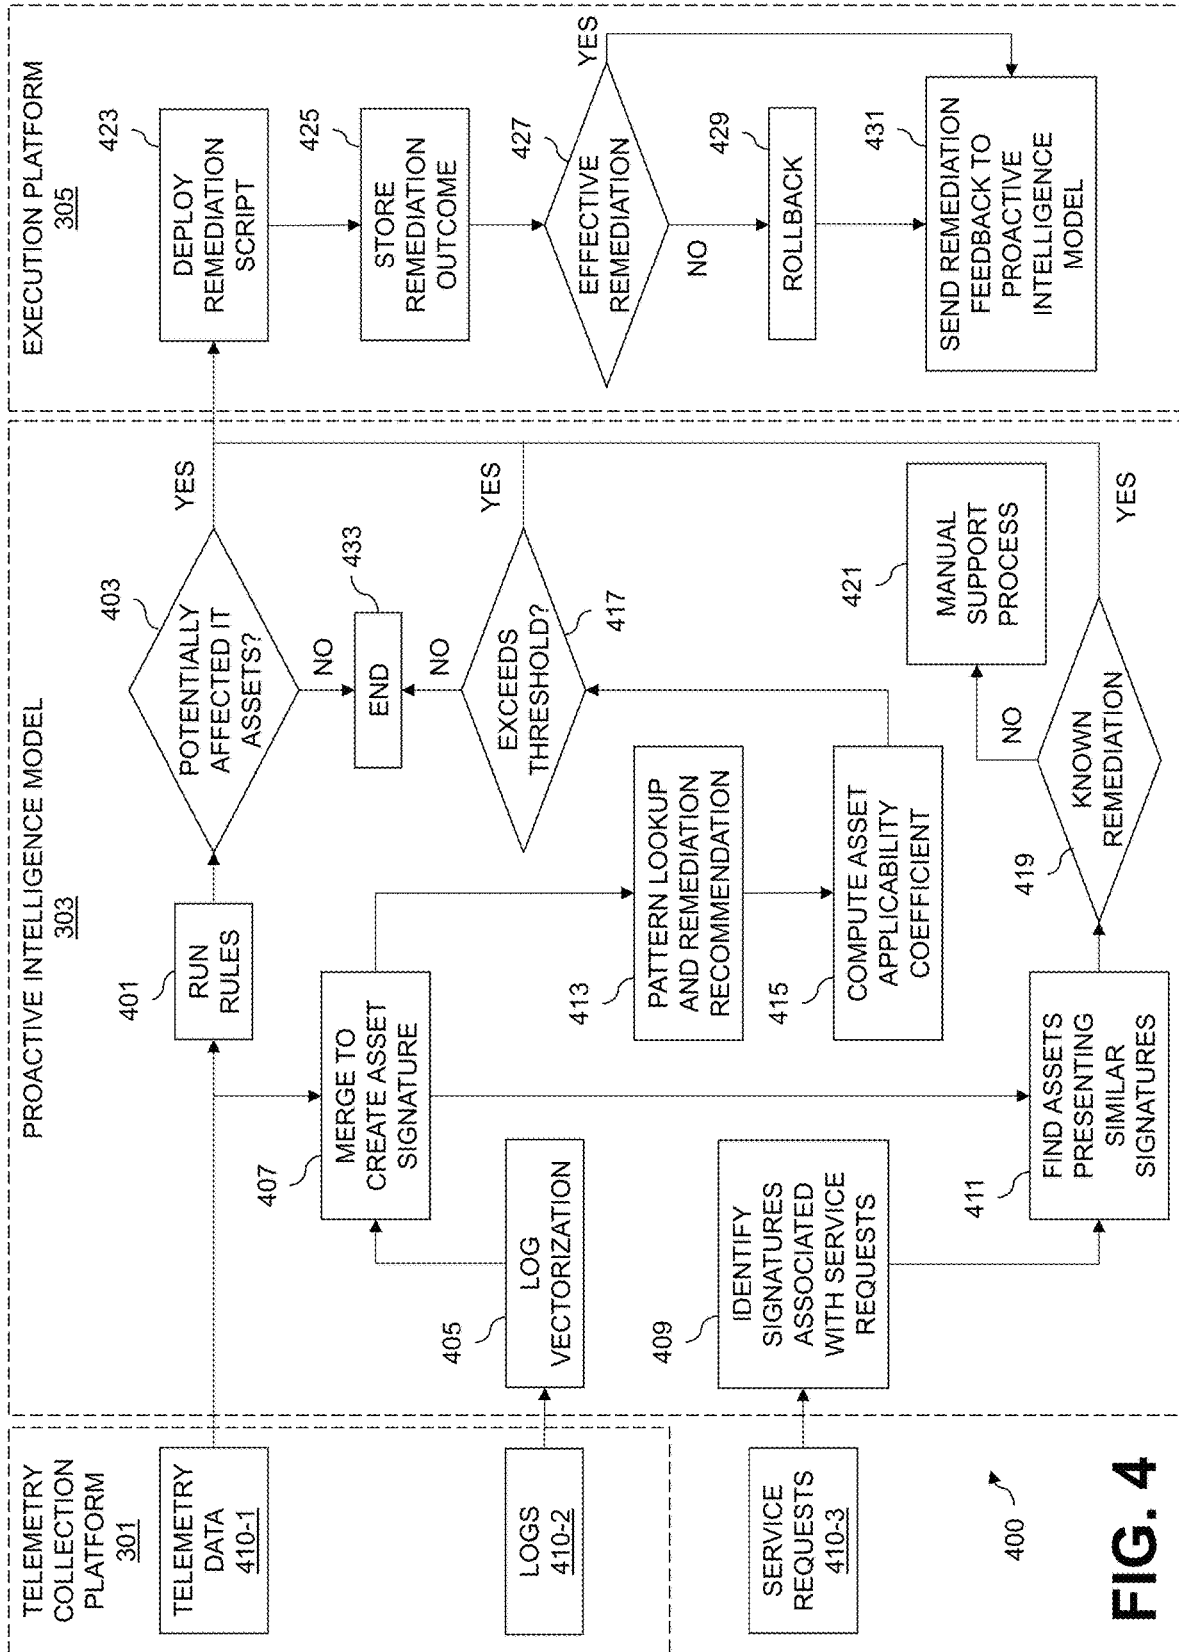 TELEMETRY
COLLECTION
PLATFORM
301
TELEMETRY
DATA
410-1
LOGS
410-2
SERVICE
REQUESTS
410-3
400
FIG. 4
PROACTIVE INTELLIGENCE MODEL
303
401
RUN
RULES
403
POTENTIALLY
AFFECTED IT
ASSETS?
YES
NO
433
END
407
MERGE TO
CREATE ASSET
SIGNATURE
405
LOG
VECTORIZATION
413
PATTERN LOOKUP
AND REMEDIATION
RECOMMENDATION
415
COMPUTE ASSET
APPLICABILITY
COEFFICIENT
417
EXCEEDS
THRESHOLD?
NO
YES
409
IDENTIFY
SIGNATURES
ASSOCIATED
WITH SERVICE
REQUESTS
411
FIND ASSETS
PRESENTING
SIMILAR
SIGNATURES
419
KNOWN
REMEDIATION
NO
YES
421
MANUAL
SUPPORT
PROCESS
EXECUTION PLATFORM
305
423
DEPLOY
REMEDIATION
SCRIPT
425
STORE
REMEDIATION
OUTCOME
427
EFFECTIVE
REMEDIATION
YES
NO
429
ROLLBACK
431
SEND REMEDIATION
FEEDBACK TO
PROACTIVE
INTELLIGENCE
MODEL